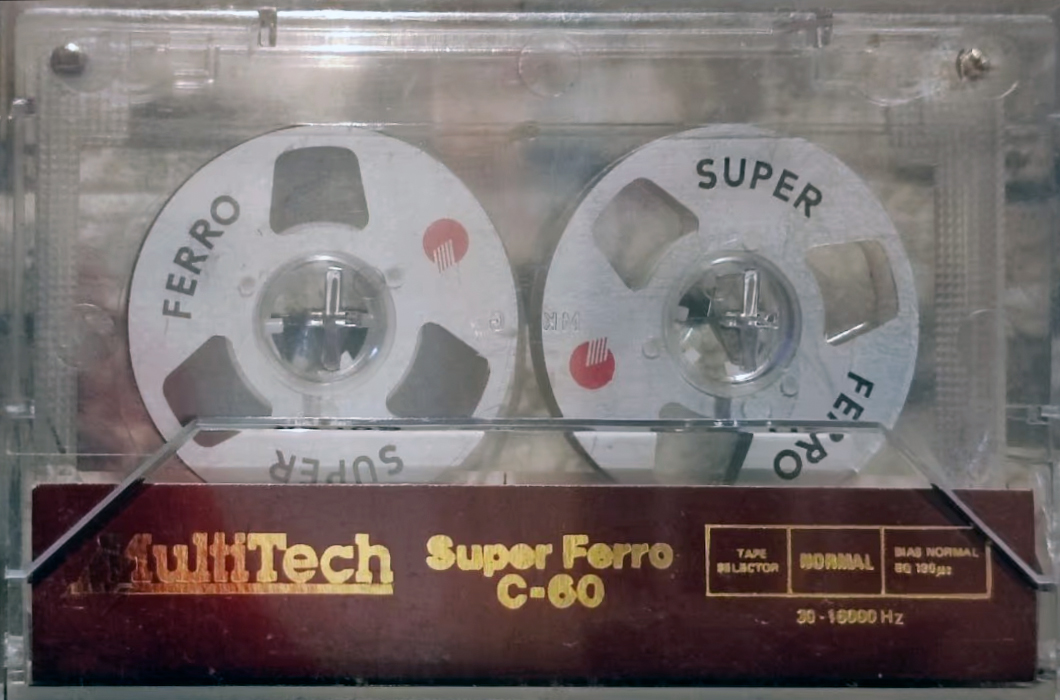 FERRO
SUPER
SUPER
FERRO
MultiTech
Super Ferro
C-60
TAPE
SELECTOR
NORMAL
BIAS NORMAL
EQ 120µs
30-16000 Hz